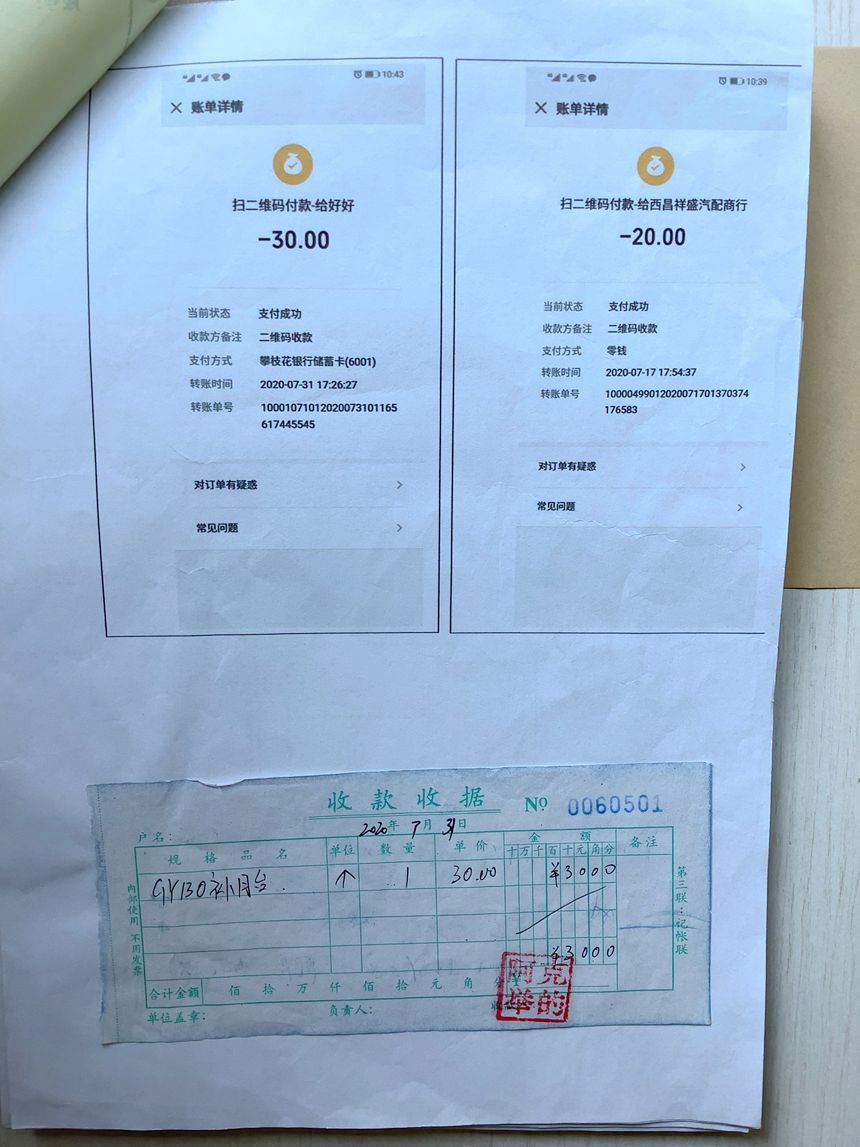 10:43
账单详情
扫二维码付款-给好好
-30.00
当前状态 支付成功
收款方备注 二维码收款
支付方式 攀枝花银行储蓄卡(6001)
转账时间 2020-07-31 17:26:27
转账单号 10001071012020073101165
617445545
对订单有疑惑
常见问题
10:39
账单详情
扫二维码付款-给西昌祥盛汽配商行
-20.00
当前状态 支付成功
收款方备注 二维码收款
支付方式 零钱
转账时间 2020-07-17 17:54:37
转账单号 10000499012020071701370374
176583
对订单有疑惑
常见问题
收款收据 No 0060501
2020年7月31日
户名:
规格品名 单位 数量 单价 金额 备注
十万千百十元角分
GY130 个 1 30.00 ¥3000
¥3000
合计金额 佰拾万仟佰拾元角分
单位盖章: 负责人:
内部使用 不用发票
第三联:记帐联
阿克
举的